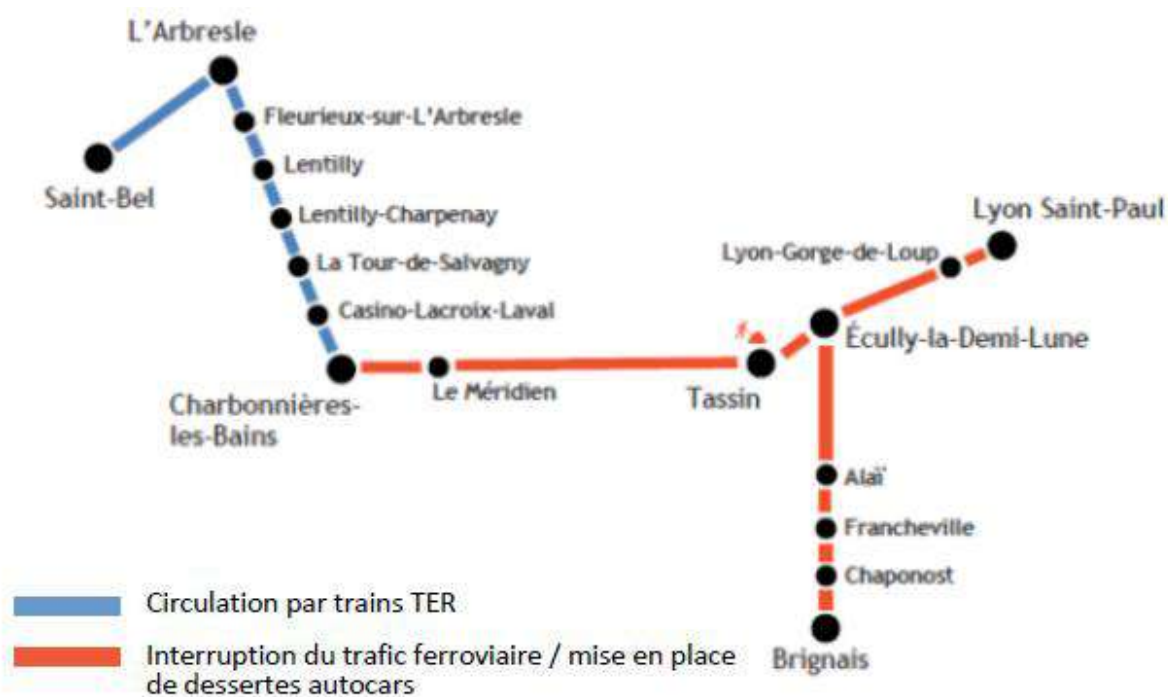 L'Arbresle
Fleurieux-sur-L'Arbresle
Lentilly
Saint-Bel
Lentilly-Charpenay
Lyon Saint-Paul
La Tour-de-Salvagny
Lyon-Gorge-de-Loup
Casino-Lacroix-Laval
Écully-la-Demi-Lune
Le Méridien
Tassin
Charbonnières-
les-Bains
Alaï
Francheville
Chaponost
Brignais
Circulation par trains TER
Interruption du trafic ferroviaire / mise en place
de dessertes autocars